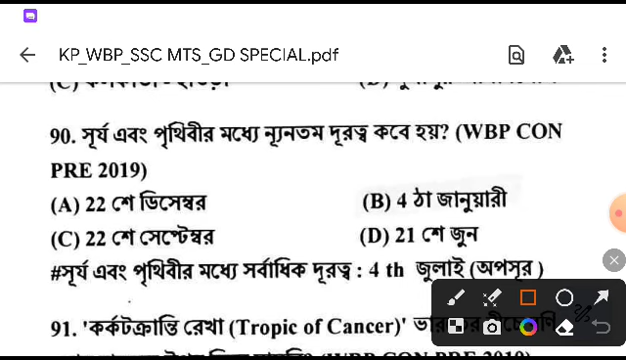 KP_WBP_SSC MTS_GD SPECIAL.pdf
90. সূর্য এবং পৃথিবীর মধ্যে ন্যূনতম দূরত্ব কবে হয়? (WBP CON
PRE 2019)
(A) 22 শে ডিসেম্বর (B) 4 ঠা জানুয়ারী
(C) 22 শে সেপ্টেম্বর (D) 21 শে জুন
#সূর্য এবং পৃথিবীর মধ্যে সর্বাধিক দূরত্ব : 4 th জুলাই (অপসূর )
91. 'কর্কটক্রান্তি রেখা (Tropic of Cancer)'